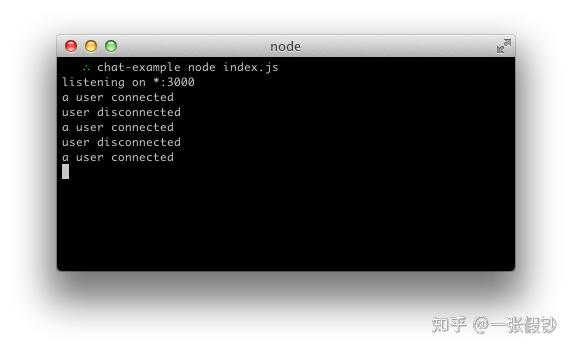 node
∴ chat-example node index.js
listening on *:3000
a user connected
user disconnected
a user connected
user disconnected
a user connected
知乎 @一张假钞